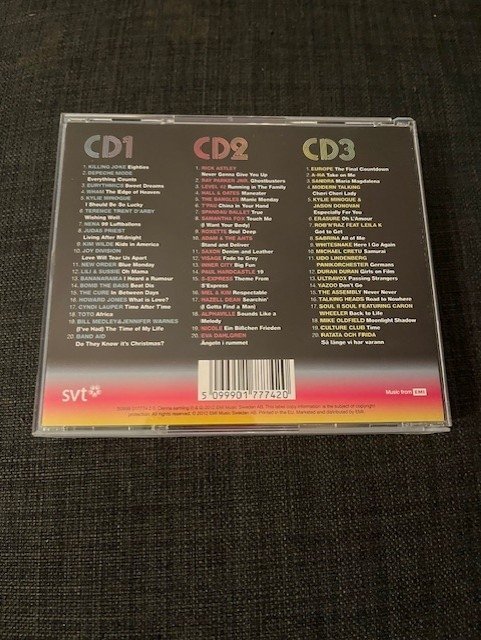 CD1
1. KILLING JOKE Eighties
2. DEPECHE MODE
Everything Counts
3. EURYTHMICS Sweet Dreams
4. WHAM! The Edge of Heaven
5. KYLIE MINOGUE
I Should Be So Lucky
6. TERENCE TRENT D'ARBY
Wishing Well
7. NENA 99 Luftballons
8. JUDAS PRIEST
Living After Midnight
9. KIM WILDE Kids in America
10. JOY DIVISION
Love Will Tear Us Apart
11. NEW ORDER Blue Monday
12. LILI & SUSSIE Oh Mama
13. BANANARAMA I Heard a Rumour
14. BOMB THE BASS Beat Dis
15. THE CURE In Between Days
16. HOWARD JONES What is Love?
17. CYNDI LAUPER Time After Time
18. TOTO Africa
19. BILL MEDLEY & JENNIFER WARNES
(I've Had) The Time of My Life
20. BAND AID
Do They Know It's Christmas?
CD2
1. RICK ASTLEY
Never Gonna Give You Up
2. RAY PARKER JNR. Ghostbusters
3. LEVEL 42 Running in The Family
4. HALL & OATES Maneater
5. THE BANGLES Manic Monday
6. T'PAU China in Your Hand
7. SPANDAU BALLET True
8. SAMANTHA FOX Touch Me
(I Want Your Body)
9. ROXETTE Soul Deep
10. ADAM & THE ANTS
Stand and Deliver
11. SAXON Denim and Leather
12. VISAGE Fade to Grey
13. INNER CITY Big Fun
14. PAUL HARDCASTLE 19
15. S-EXPRESS Theme From
S'Express
16. MEL & KIM Respectable
17. HAZELL DEAN Searchin'
(I Gotta Find a Man)
18. ALPHAVILLE Sounds Like a
Melody
19. NICOLE Ein Bißchen Frieden
20. EVA DAHLGREN
Ängeln i rummet
CD3
1. EUROPE The Final Countdown
2. A-HA Take on Me
3. SANDRA Maria Magdalena
4. MODERN TALKING
Cheri Cheri Lady
5. KYLIE MINOGUE &
JASON DONOVAN
Especially For You
6. ERASURE Oh L'Amour
7. ROB'N'RAZ FEAT LEILA K
Got to Get
8. SABRINA All of Me
9. WHITESNAKE Here I Go Again
10. MICHAEL CRETU Samurai
11. UDO LINDENBERG
PANIKORCHESTER Germans
12. DURAN DURAN Girls on Film
13. ULTRAVOX Passing Strangers
14. YAZOO Don't Go
15. THE ASSEMBLY Never Never
16. TALKING HEADS Road to Nowhere
17. SOUL II SOUL FEATURING CARON
WHEELER Back to Life
18. MIKE OLDFIELD Moonlight Shadow
19. CULTURE CLUB Time
20. RATATA OCH FRIDA
Så länge vi har varann
svt
5 099901 777420
Music from EMI